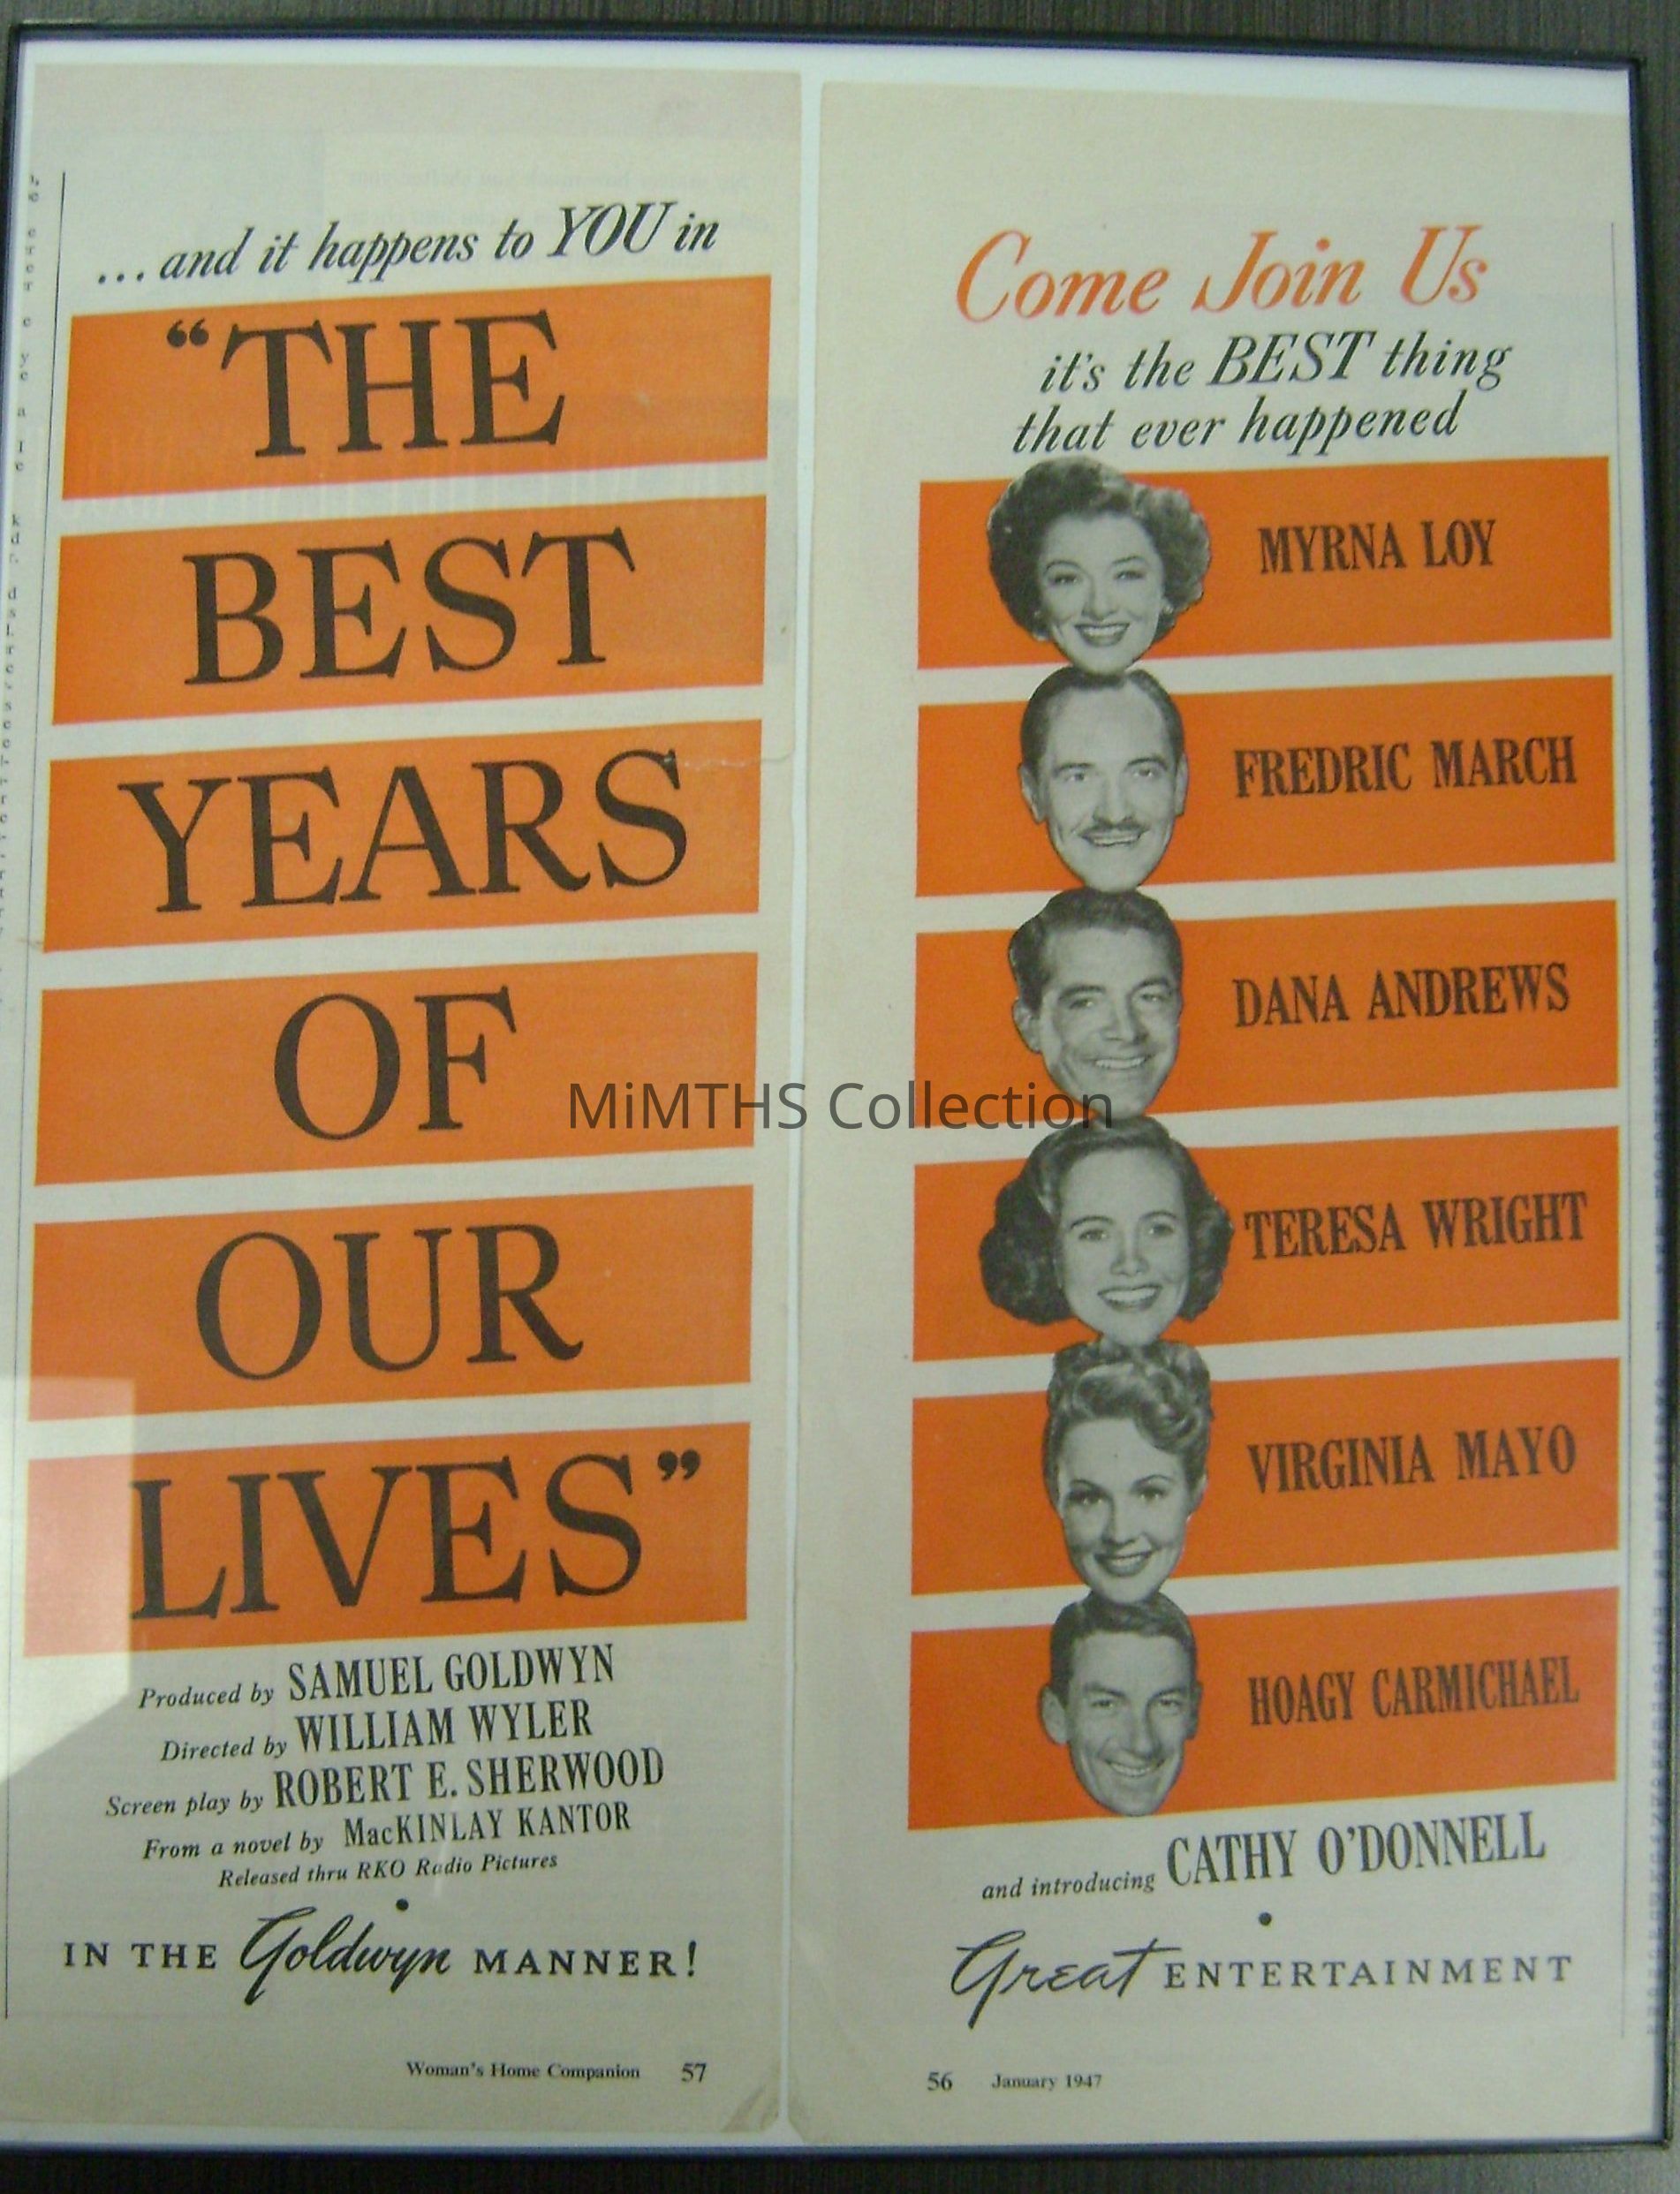 ...and it happens to YOU in
"THE
BEST
YEARS
OF
OUR
LIVES"
Produced by SAMUEL GOLDWYN
Directed by WILLIAM WYLER
Screen play by ROBERT E. SHERWOOD
From a novel by MacKINLAY KANTOR
Released thru RKO Radio Pictures
IN THE Goldwyn MANNER!
Woman's Home Companion 57
Come Join Us
it's the BEST thing
that ever happened
MYRNA LOY
FREDRIC MARCH
DANA ANDREWS
TERESA WRIGHT
VIRGINIA MAYO
HOAGY CARMICHAEL
and introducing CATHY O'DONNELL
Great ENTERTAINMENT
56 January 1947
MiMTHS Collection